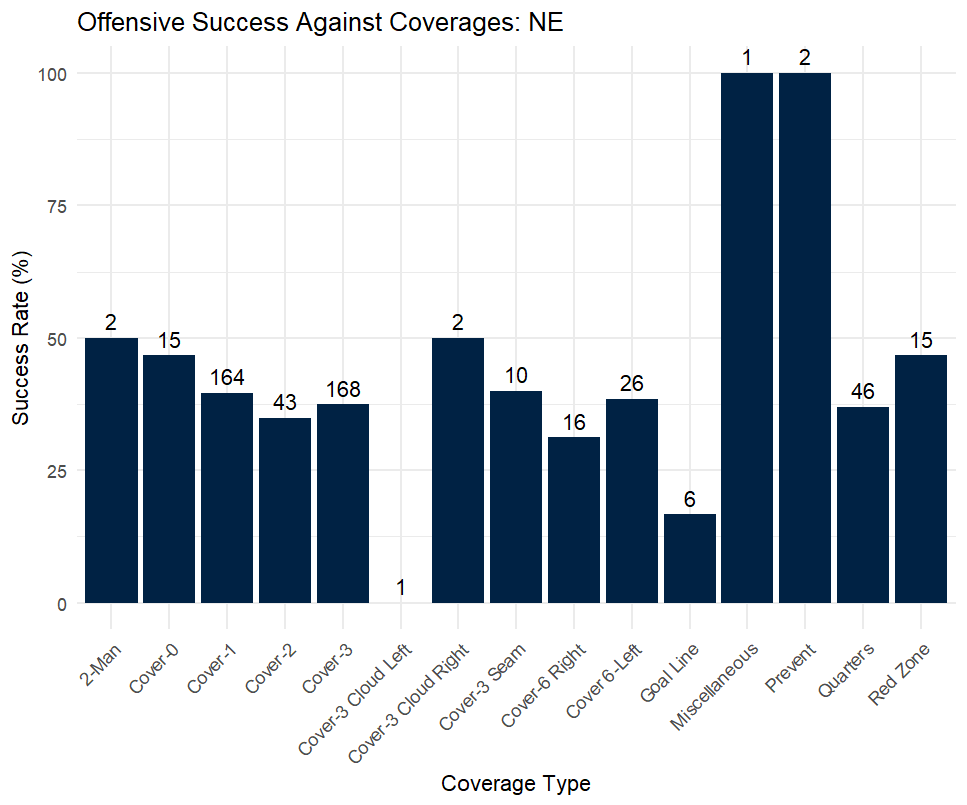 Offensive Success Against Coverages: NE
Success Rate (%)
100
75
50
25
0
2
15
164
43
168
1
2
10
16
26
6
1
2
46
15
2-Man
Cover-0
Cover-1
Cover-2
Cover-3
Cover-3 Cloud Left
Cover-3 Cloud Right
Cover-3 Seam
Cover-6 Right
Cover 6-Left
Goal Line
Miscellaneous
Prevent
Quarters
Red Zone
Coverage Type